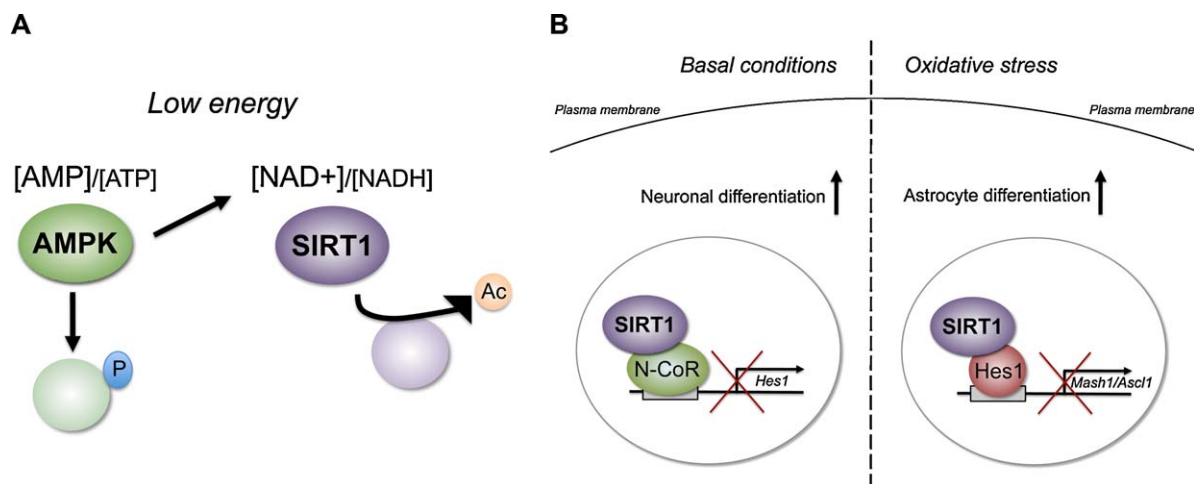 A
Low energy
[AMP]/[ATP]
[NAD+]/[NADH]
AMPK
SIRT1
Ac
P
B
Basal conditions
Oxidative stress
Plasma membrane
Plasma membrane
Neuronal differentiation
Astrocyte differentiation
SIRT1
N-CoR
Hes1
SIRT1
Hes1
Mash1/Ascl1